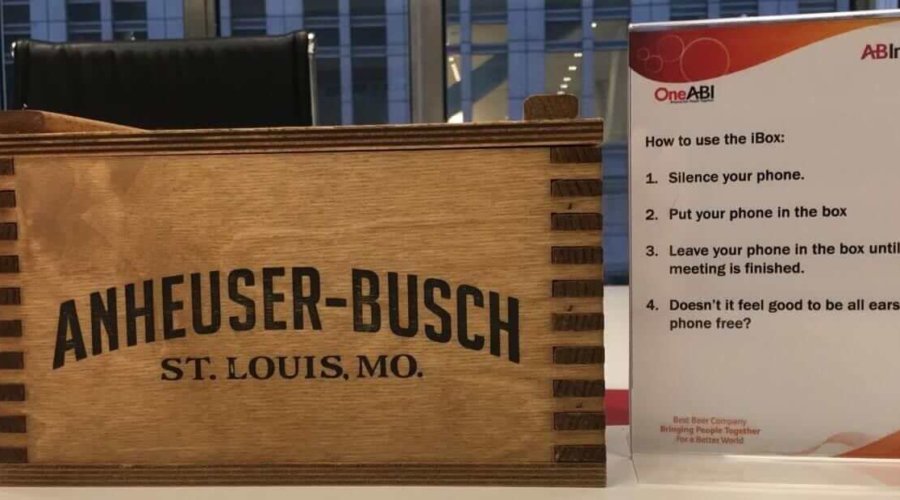 ANHEUSER-BUSCH
ST. LOUIS, MO.
ABI
OneABI
How to use the iBox:
1. Silence your phone.
2. Put your phone in the box
3. Leave your phone in the box until
meeting is finished.
4. Doesn't it feel good to be all ears
phone free?
Best Beer Company
Bringing People Together
For a Better World